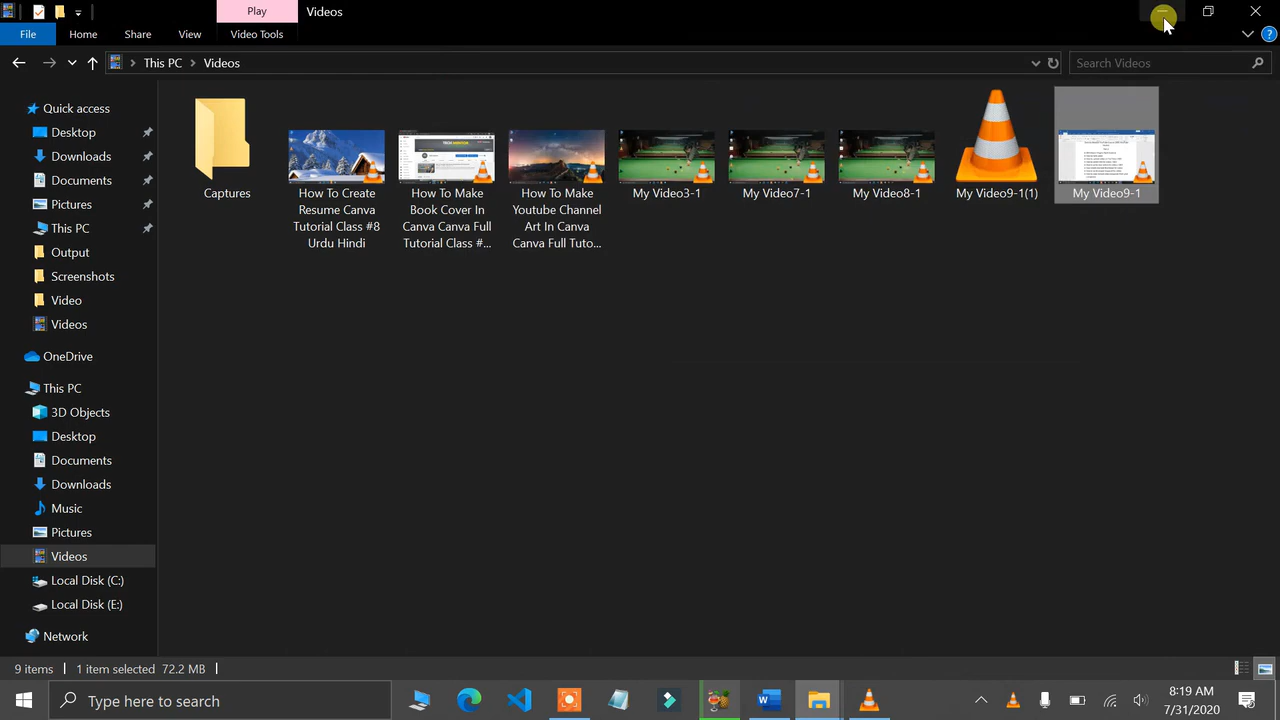 Play
Videos
File
Home
Share
View
Video Tools
This PC
Videos
Search Videos
Quick access
Desktop
Downloads
Documents
Pictures
This PC
Output
Screenshots
Video
Videos
OneDrive
This PC
3D Objects
Desktop
Documents
Downloads
Music
Pictures
Videos
Local Disk (C:)
Local Disk (E:)
Network
Captures
How To Create
Resume Canva
Tutorial Class #8
Urdu Hindi
How To Make
Book Cover In
Canva Canva Full
Tutorial Class #...
How To Make
Youtube Channel
Art In Canva
Canva Full Tuto...
My Video7-1
My Video8-1
My Video9-1(1)
My Video9-1
9 items
1 item selected 72.2 MB
Type here to search
8:19 AM
7/31/2020